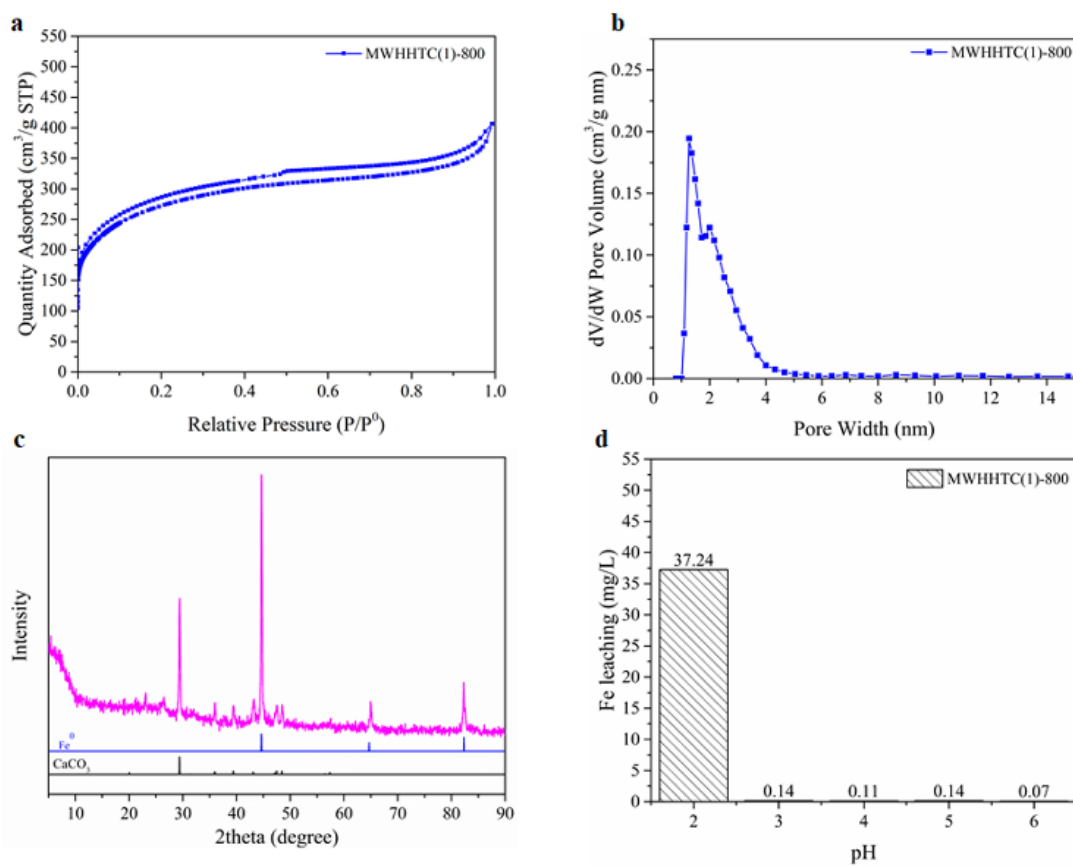 a
MWHHTC(1)-800
Quantity Adsorbed (cm³/g STP)
550
500
450
400
350
300
250
200
150
100
50
0
0.0 0.2 0.4 0.6 0.8 1.0
Relative Pressure (P/P⁰)
b
MWHHTC(1)-800
dV/dW Pore Volume (cm³/g nm)
0.25
0.20
0.15
0.10
0.05
0.00
0 2 4 6 8 10 12 14
Pore Width (nm)
c
Intensity
Fe⁰
CaCO₃
10 20 30 40 50 60 70 80 90
2theta (degree)
d
MWHHTC(1)-800
Fe leaching (mg/L)
55
50
45
40
35
30
25
20
15
10
5
0
37.24
0.14 0.11 0.14 0.07
2 3 4 5 6
pH